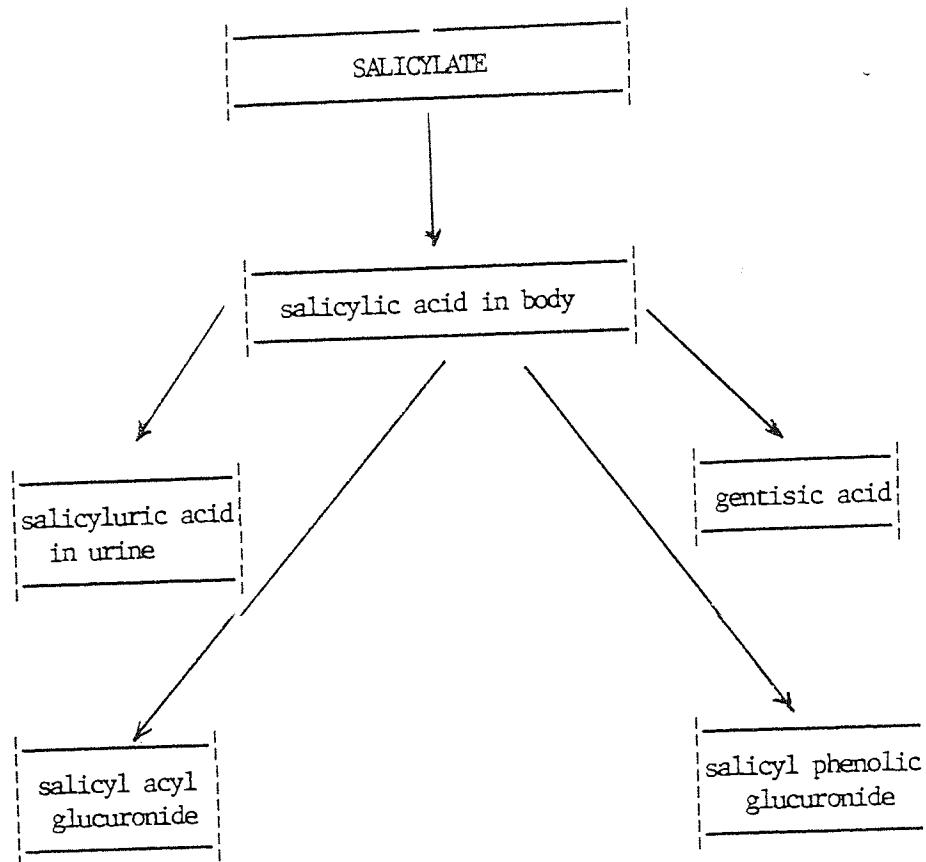 SALICYLATE
salicylic acid in body
salicyluric acid
in urine
gentisic acid
salicyl acyl
glucuronide
salicyl phenolic
glucuronide